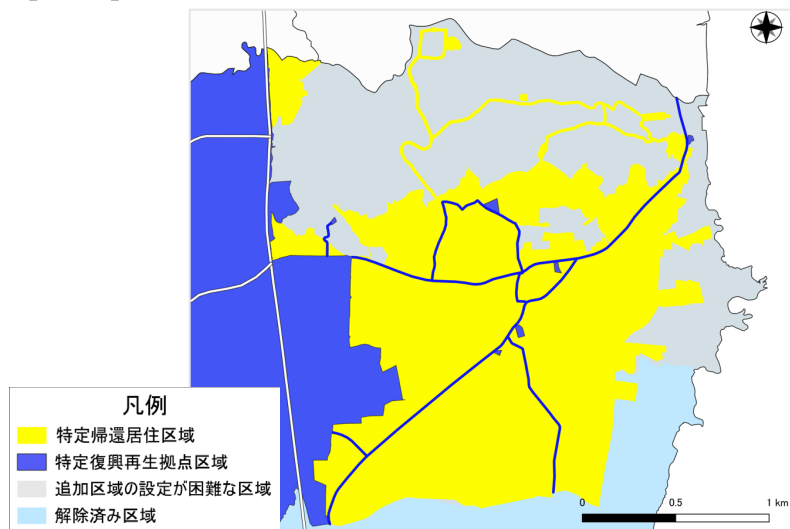 凡例
特定帰還居住区域
特定復興再生拠点区域
追加区域の設定が困難な区域
解除済み区域
0 0.5 1 km